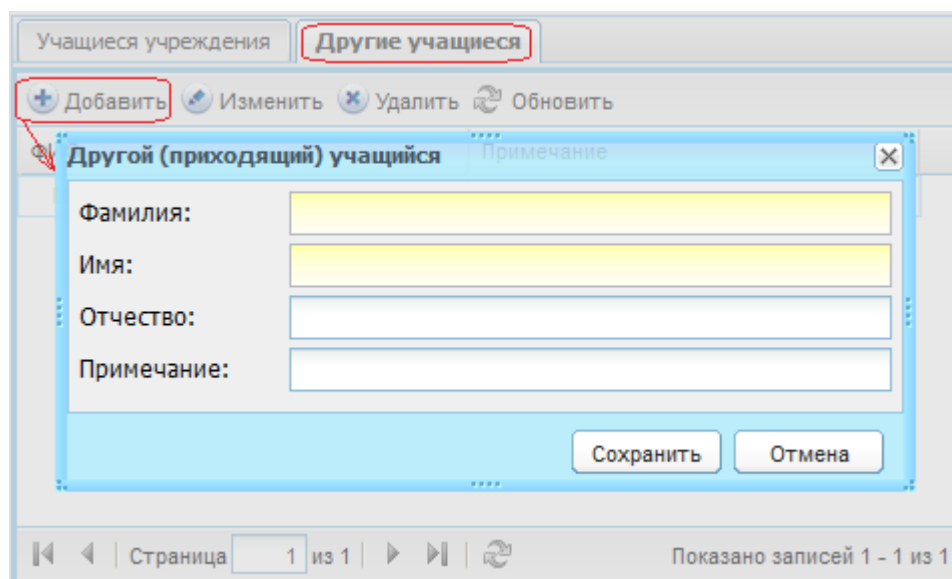 Учащиеся учреждения Другие учащиеся
Добавить Изменить Удалить Обновить
Другой (приходящий) учащийся Примечание
Фамилия:
Имя:
Отчество:
Примечание:
Сохранить Отмена
Страница 1 из 1 Показано записей 1 - 1 из 1